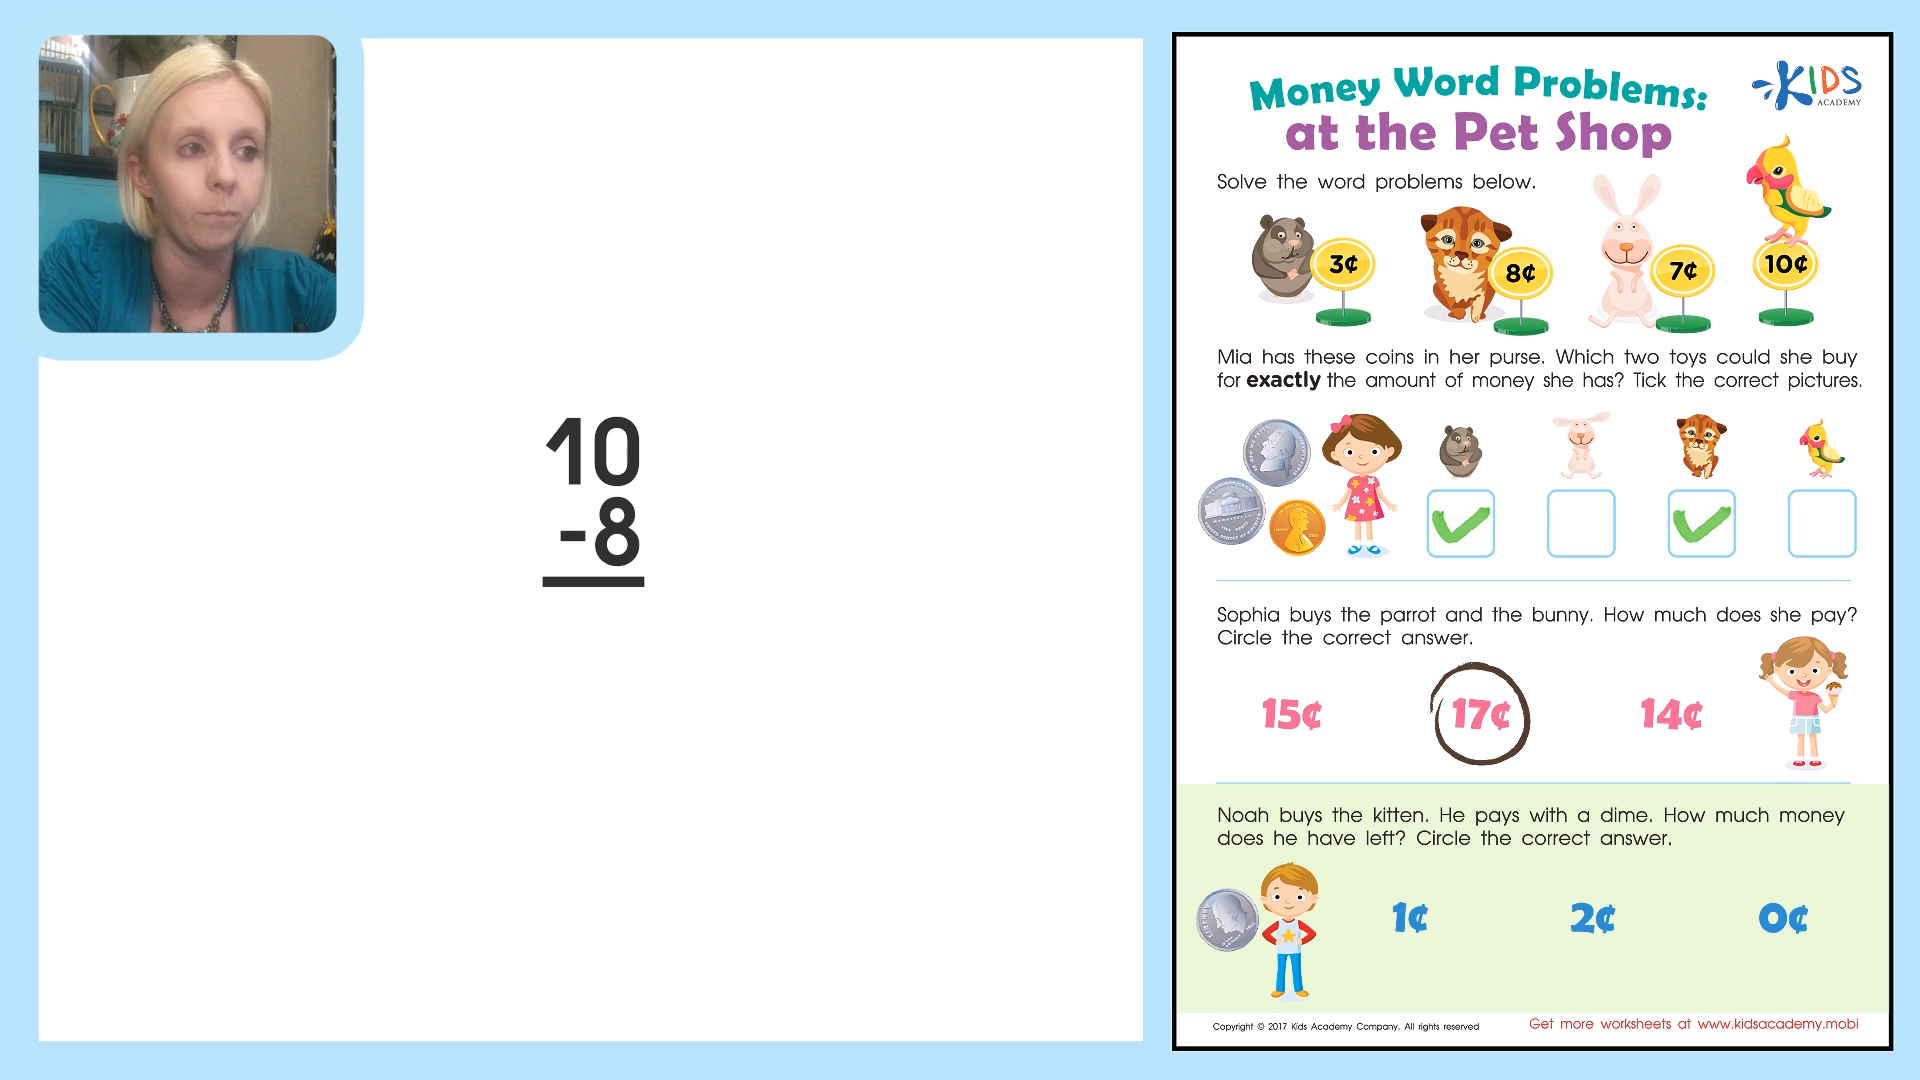 10
-8
Money Word Problems:
at the Pet Shop
KIDS
ACADEMY
Solve the word problems below.
3¢
8¢
7¢
10¢
Mia has these coins in her purse. Which two toys could she buy
for exactly the amount of money she has? Tick the correct pictures.
Sophia buys the parrot and the bunny. How much does she pay?
Circle the correct answer.
15¢
17¢
14¢
Noah buys the kitten. He pays with a dime. How much money
does he have left? Circle the correct answer.
1¢
2¢
0¢
Copyright © 2017 Kids Academy Company. All rights reserved
Get more worksheets at www.kidsacademy.mobi